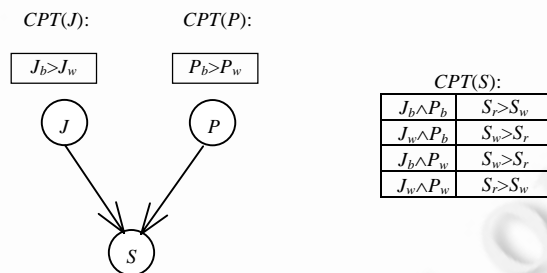 CPT(J): CPT(P):
J_b>J_w P_b>P_w
CPT(S):
J P
J_b∧P_b S_r>S_w
J_w∧P_b S_w>S_r
J_b∧P_w S_w>S_r
J_w∧P_w S_r>S_w
S